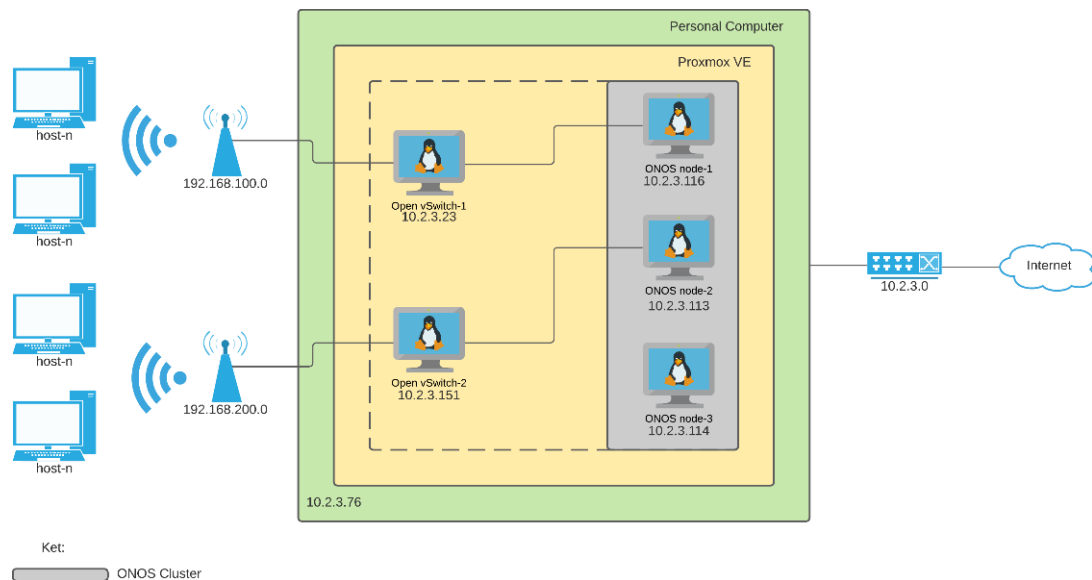 Personal Computer
Proxmox VE
host-n
192.168.100.0
Open vSwitch-1
10.2.3.23
ONOS node-1
10.2.3.116
host-n
ONOS node-2
10.2.3.113
10.2.3.0
Internet
host-n
192.168.200.0
Open vSwitch-2
10.2.3.151
ONOS node-3
10.2.3.114
host-n
10.2.3.76
Ket:
ONOS Cluster